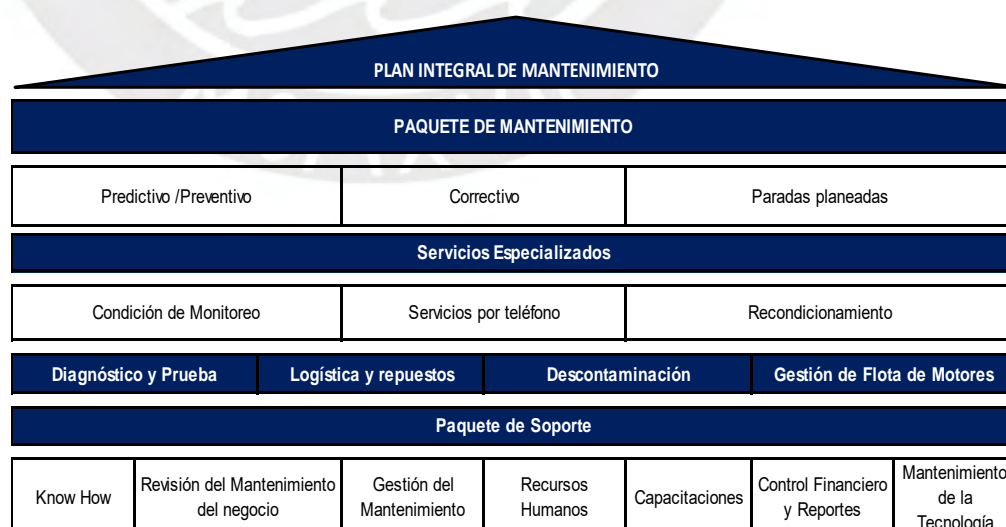 PLAN INTEGRAL DE MANTENIMIENTO
PAQUETE DE MANTENIMIENTO
Predictivo /Preventivo
Correctivo
Paradas planeadas
Servicios Especializados
Condición de Monitoreo
Servicios por teléfono
Recondicionamiento
Diagnóstico y Prueba
Logística y repuestos
Descontaminación
Gestión de Flota de Motores
Paquete de Soporte
Know How
Revisión del Mantenimiento
del negocio
Gestión del
Mantenimiento
Recursos
Humanos
Capacitaciones
Control Financiero
y Reportes
Mantenimiento
de la
Tecnología